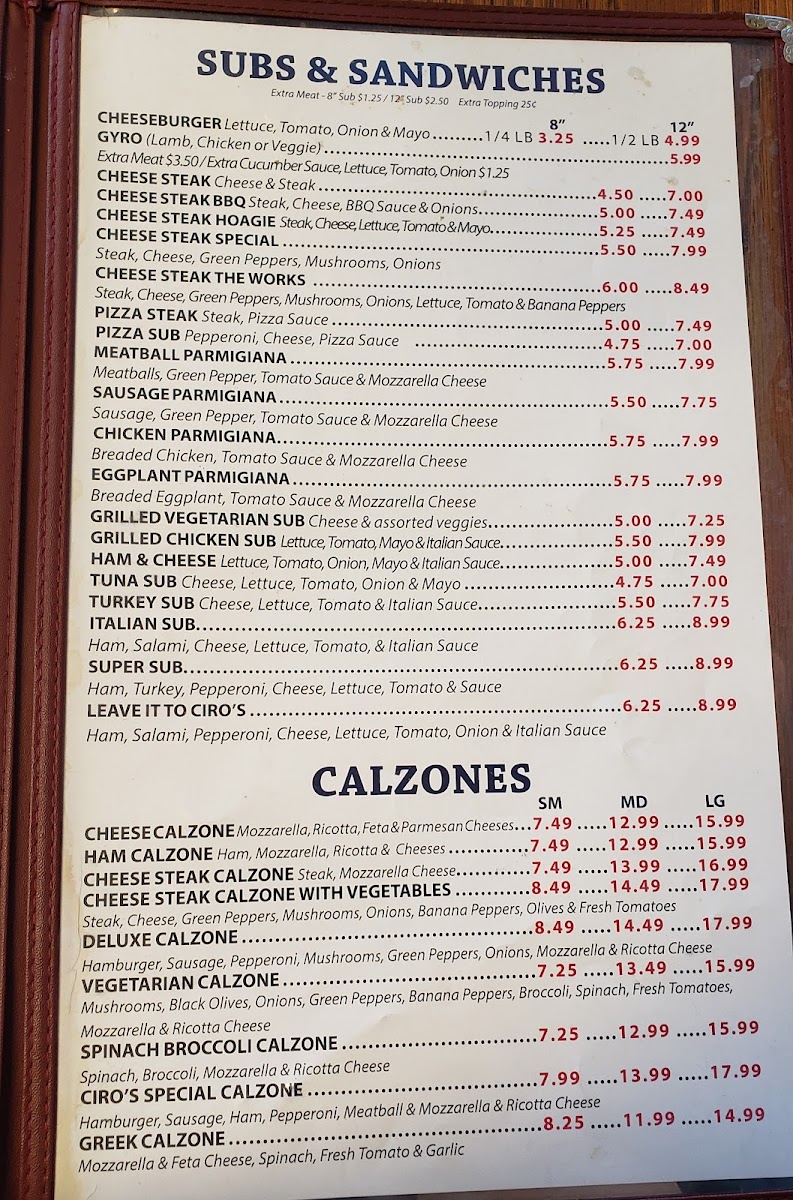 SUBS & SANDWICHES
Extra Meat - 8" Sub $1.25 / 12" Sub $2.50 Extra Topping 25¢
8" 12"
CHEESEBURGER Lettuce, Tomato, Onion & Mayo.........1/4 LB 3.25 .....1/2 LB 4.99
GYRO (Lamb, Chicken or Veggie)..........5.99
Extra Meat $3.50 / Extra Cucumber Sauce, Lettuce, Tomato, Onion $1.25
CHEESE STEAK Cheese & Steak..........4.50 .....7.00
CHEESE STEAK BBQ Steak, Cheese, BBQ Sauce & Onions..........5.00 .....7.49
CHEESE STEAK HOAGIE Steak, Cheese, Lettuce, Tomato & Mayo..........5.25 .....7.49
CHEESE STEAK SPECIAL..........5.50 .....7.99
Steak, Cheese, Green Peppers, Mushrooms, Onions
CHEESE STEAK THE WORKS ..........6.00 .....8.49
Steak, Cheese, Green Peppers, Mushrooms, Onions, Lettuce, Tomato & Banana Peppers
PIZZA STEAK Steak, Pizza Sauce..........5.00 .....7.49
PIZZA SUB Pepperoni, Cheese, Pizza Sauce ..........4.75 .....7.00
MEATBALL PARMIGIANA..........5.75 .....7.99
Meatballs, Green Pepper, Tomato Sauce & Mozzarella Cheese
SAUSAGE PARMIGIANA..........5.50 .....7.75
Sausage, Green Pepper, Tomato Sauce & Mozzarella Cheese
CHICKEN PARMIGIANA..........5.75 .....7.99
Breaded Chicken, Tomato Sauce & Mozzarella Cheese
EGGPLANT PARMIGIANA..........5.75 .....7.99
Breaded Eggplant, Tomato Sauce & Mozzarella Cheese
GRILLED VEGETARIAN SUB Cheese & assorted veggies..........5.00 .....7.25
GRILLED CHICKEN SUB Lettuce, Tomato, Mayo & Italian Sauce..........5.50 .....7.99
HAM & CHEESE Lettuce, Tomato, Onion, Mayo & Italian Sauce..........5.00 .....7.49
TUNA SUB Cheese, Lettuce, Tomato, Onion & Mayo ..........4.75 .....7.00
TURKEY SUB Cheese, Lettuce, Tomato & Italian Sauce..........5.50 .....7.75
ITALIAN SUB..........6.25 .....8.99
Ham, Salami, Cheese, Lettuce, Tomato, & Italian Sauce
SUPER SUB..........6.25 .....8.99
Ham, Turkey, Pepperoni, Cheese, Lettuce, Tomato & Sauce
LEAVE IT TO CIRO'S..........6.25 .....8.99
Ham, Salami, Pepperoni, Cheese, Lettuce, Tomato, Onion & Italian Sauce
CALZONES
SM MD LG
CHEESE CALZONE Mozzarella, Ricotta, Feta & Parmesan Cheeses...7.49 .....12.99 .....15.99
HAM CALZONE Ham, Mozzarella, Ricotta & Cheeses ..........7.49 .....12.99 .....15.99
CHEESE STEAK CALZONE Steak, Mozzarella Cheese..........7.49 .....13.99 .....16.99
CHEESE STEAK CALZONE WITH VEGETABLES ..........8.49 .....14.49 .....17.99
Steak, Cheese, Green Peppers, Mushrooms, Onions, Banana Peppers, Olives & Fresh Tomatoes
DELUXE CALZONE..........8.49 .....14.49 .....17.99
Hamburger, Sausage, Pepperoni, Mushrooms, Green Peppers, Onions, Mozzarella & Ricotta Cheese
VEGETARIAN CALZONE..........7.25 .....13.49 .....15.99
Mushrooms, Black Olives, Onions, Green Peppers, Banana Peppers, Broccoli, Spinach, Fresh Tomatoes,
Mozzarella & Ricotta Cheese
SPINACH BROCCOLI CALZONE..........7.25 .....12.99 .....15.99
Spinach, Broccoli, Mozzarella & Ricotta Cheese
CIRO'S SPECIAL CALZONE..........7.99 .....13.99 .....17.99
Hamburger, Sausage, Ham, Pepperoni, Meatball & Mozzarella & Ricotta Cheese
GREEK CALZONE..........8.25 .....11.99 .....14.99
Mozzarella & Feta Cheese, Spinach, Fresh Tomato & Garlic